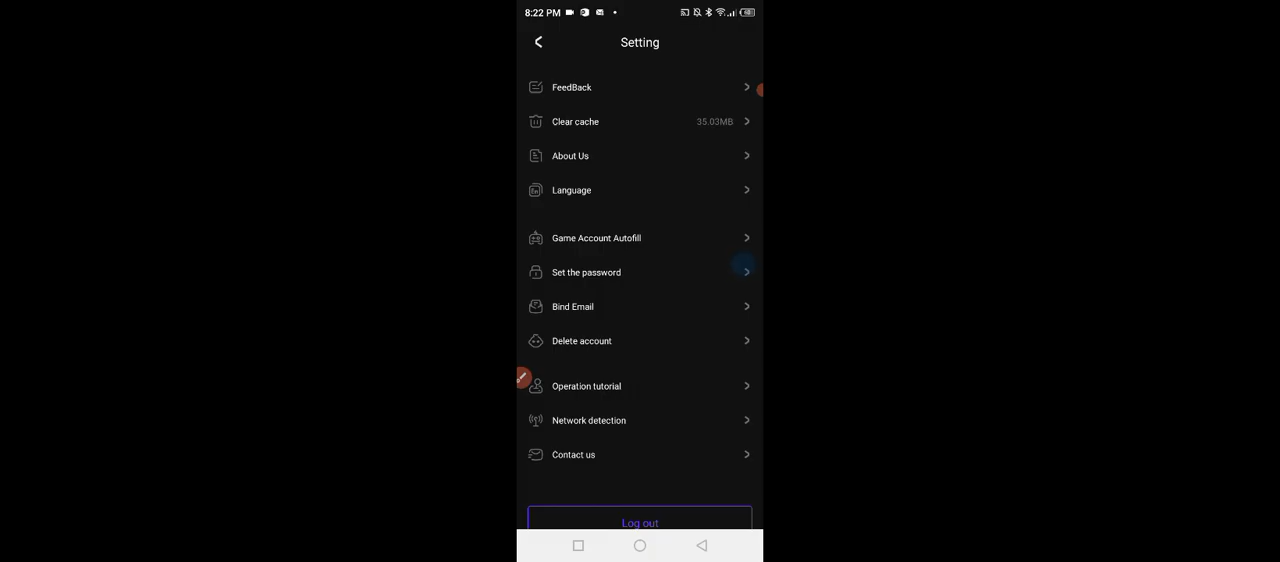 8:22 PM
Setting
FeedBack
Clear cache 35.03MB
About Us
Language
Game Account Autofill
Set the password
Bind Email
Delete account
Operation tutorial
Network detection
Contact us
Log out